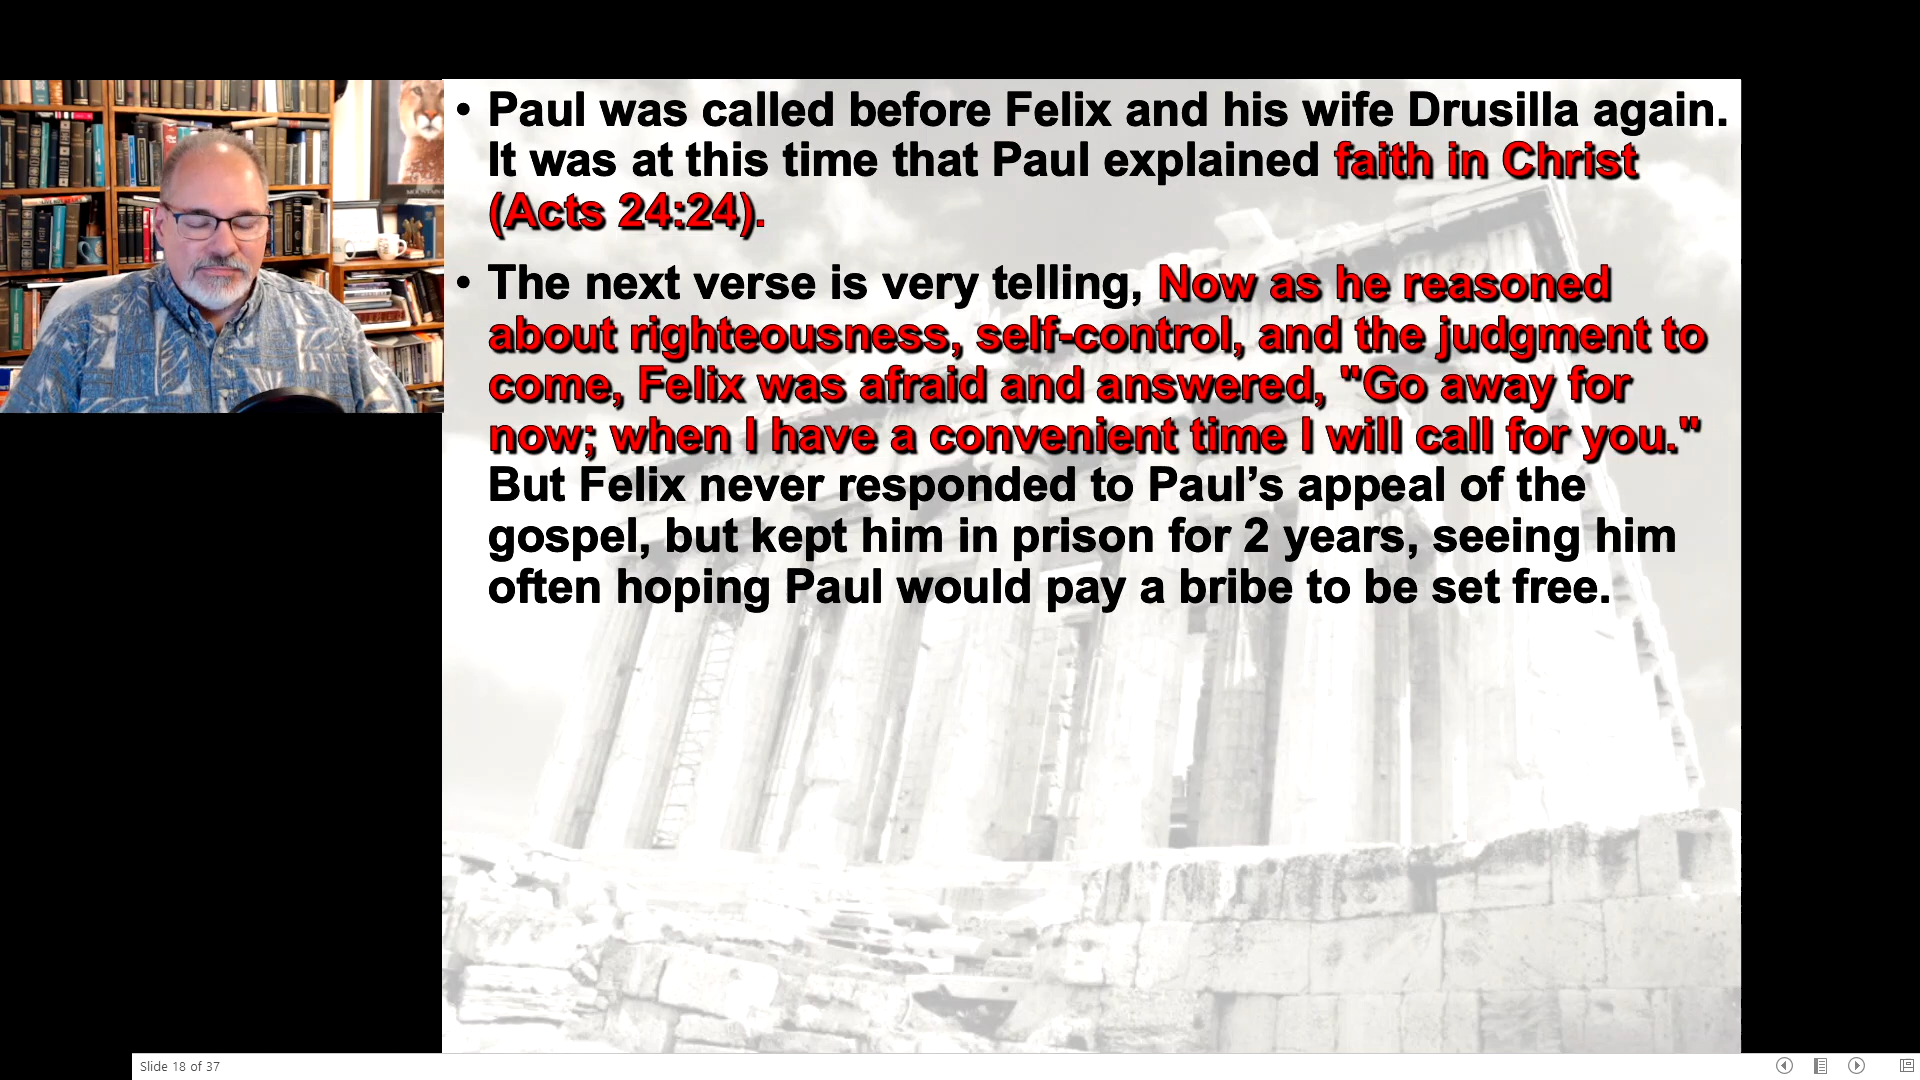 • Paul was called before Felix and his wife Drusilla again.
It was at this time that Paul explained faith in Christ
(Acts 24:24).
• The next verse is very telling, Now as he reasoned
about righteousness, self-control, and the judgment to
come, Felix was afraid and answered, "Go away for
now; when I have a convenient time I will call for you."
But Felix never responded to Paul’s appeal of the
gospel, but kept him in prison for 2 years, seeing him
often hoping Paul would pay a bribe to be set free.
Slide 18 of 37